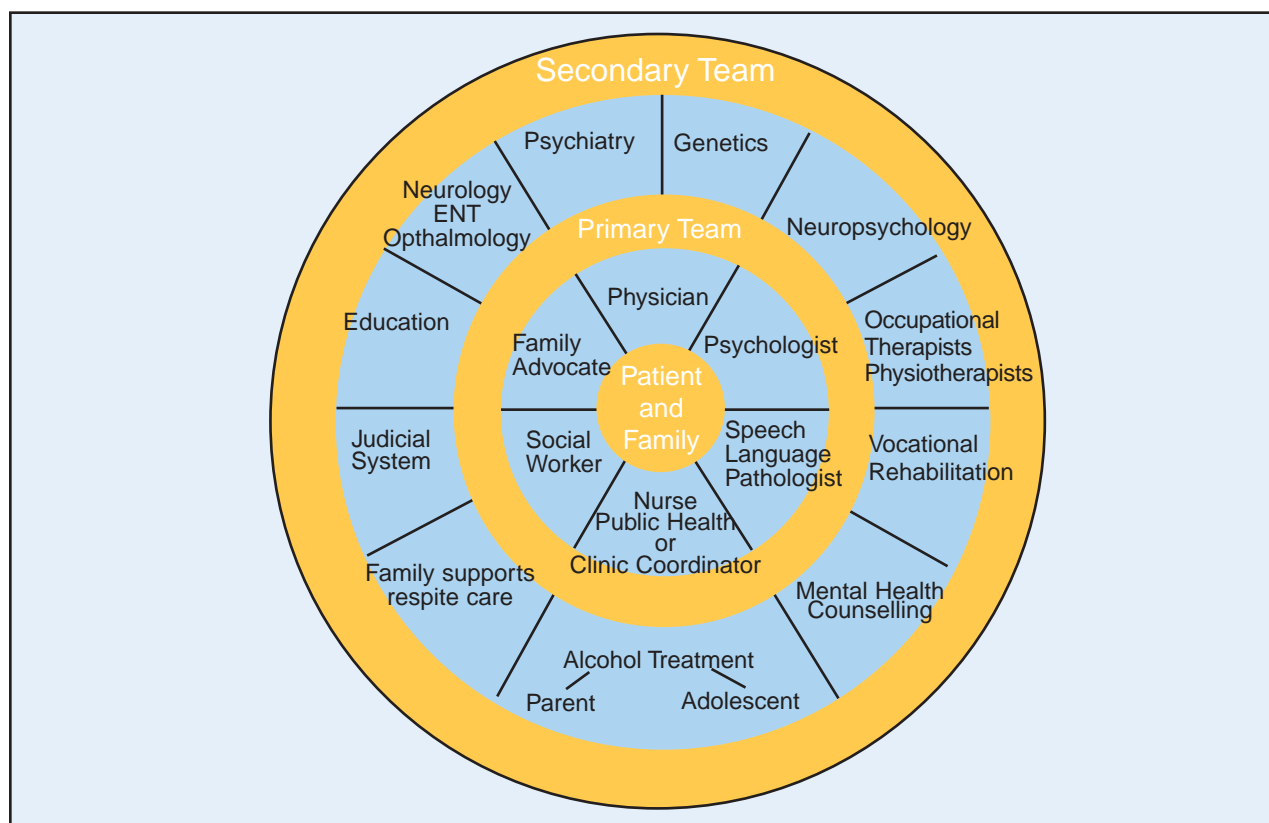 Secondary Team
Psychiatry
Genetics
Neurology
ENT
Opthalmology
Neuropsychology
Primary Team
Physician
Education
Occupational
Therapists
Physiotherapists
Family
Advocate
Psychologist
Patient
and
Family
Judicial
System
Social
Worker
Speech
Language
Pathologist
Vocational
Rehabilitation
Nurse
Public Health
or
Clinic Coordinator
Family supports
respite care
Mental Health
Counselling
Alcohol Treatment
Parent
Adolescent